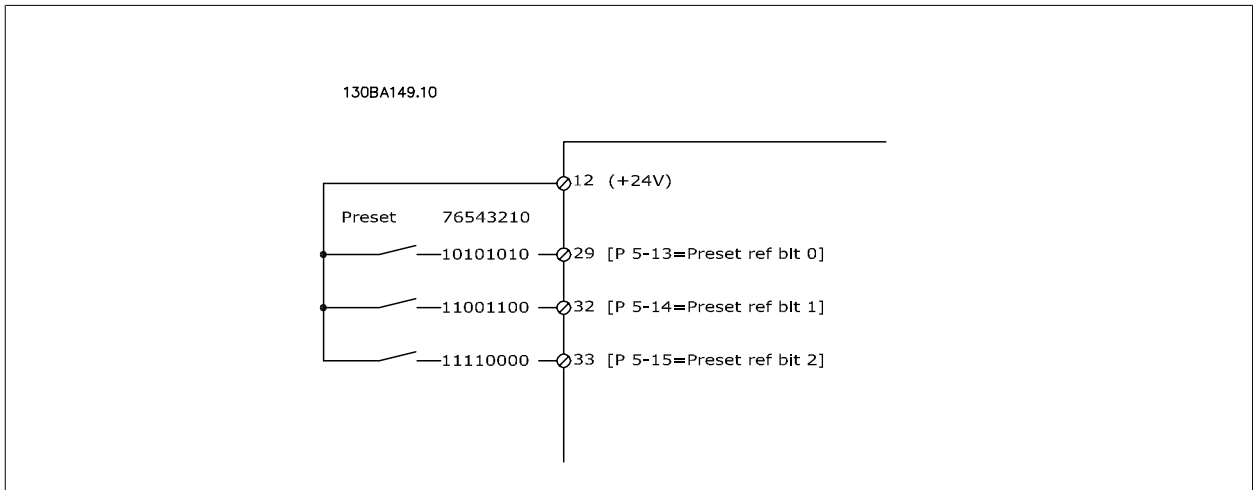 130BA149.10
12 (+24V)
Preset 76543210
10101010 29 [P 5-13=Preset ref bit 0]
11001100 32 [P 5-14=Preset ref bit 1]
11110000 33 [P 5-15=Preset ref bit 2]